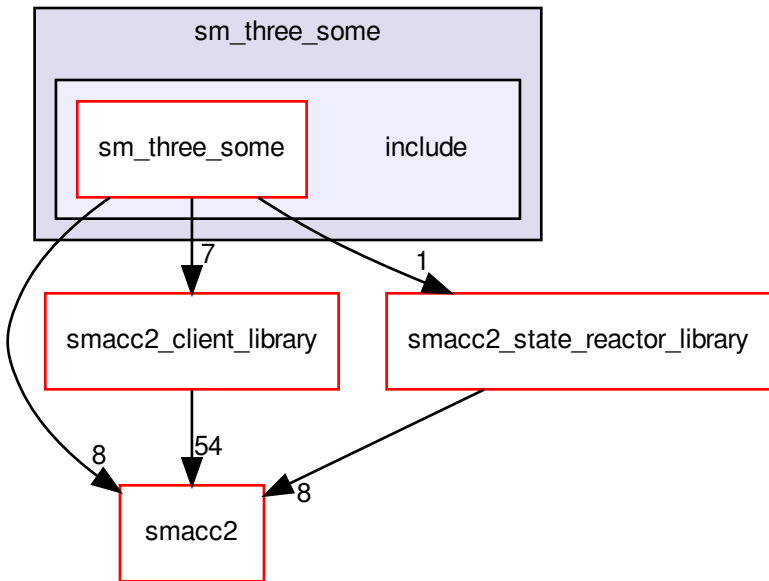 sm_three_some
sm_three_some
include
7
1
smacc2_client_library
smacc2_state_reactor_library
8
54
8
smacc2